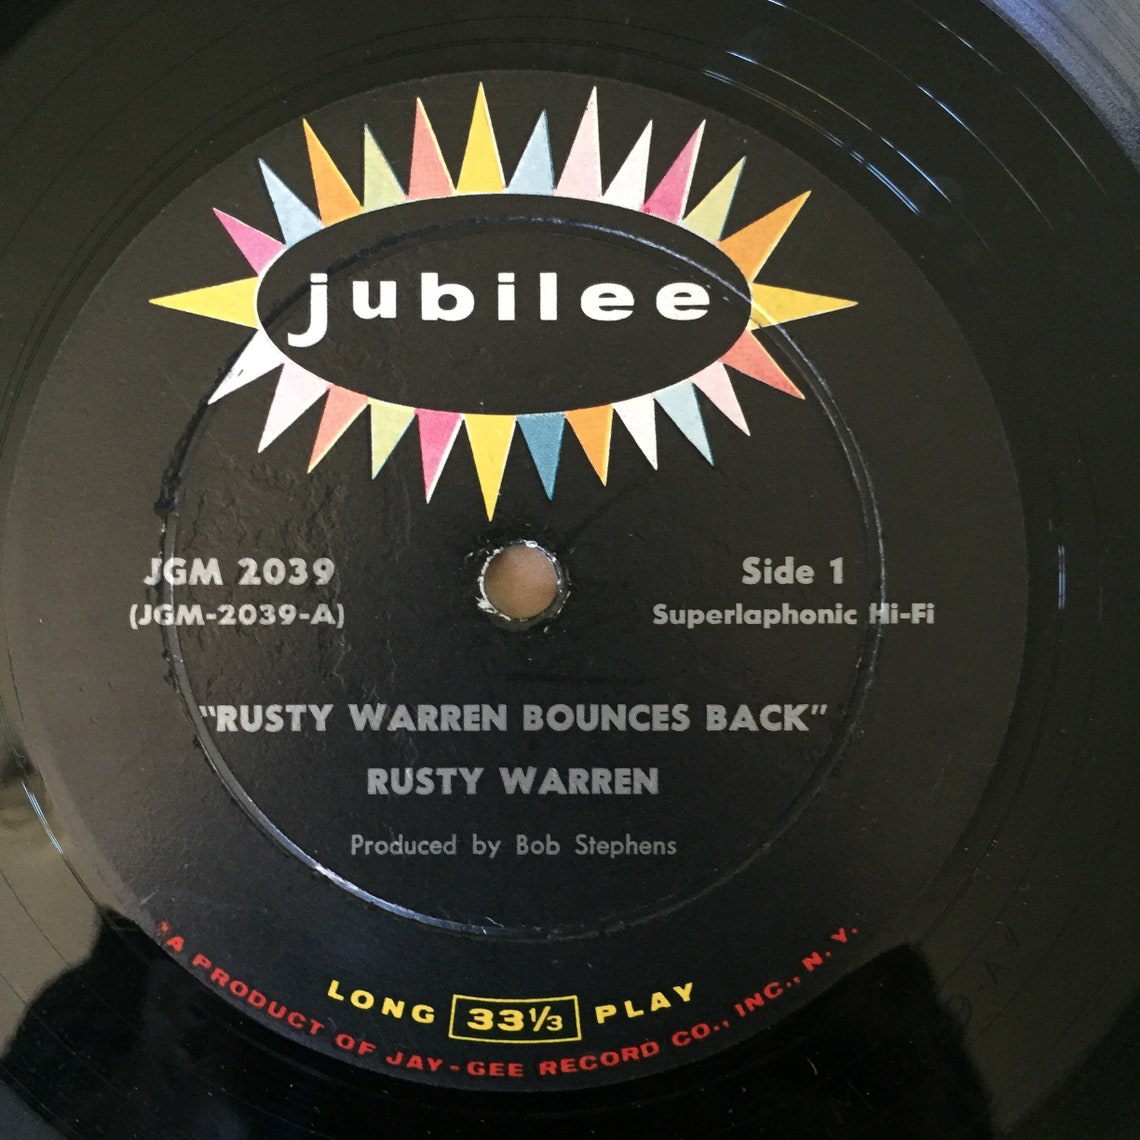 jubilee
JGM 2039
(JGM-2039-A)
Side 1
Superlaphonic Hi-Fi
"RUSTY WARREN BOUNCES BACK"
RUSTY WARREN
Produced by Bob Stephens
LONG 33⅓ PLAY
A PRODUCT OF JAY-GEE RECORD CO., INC., N. Y.